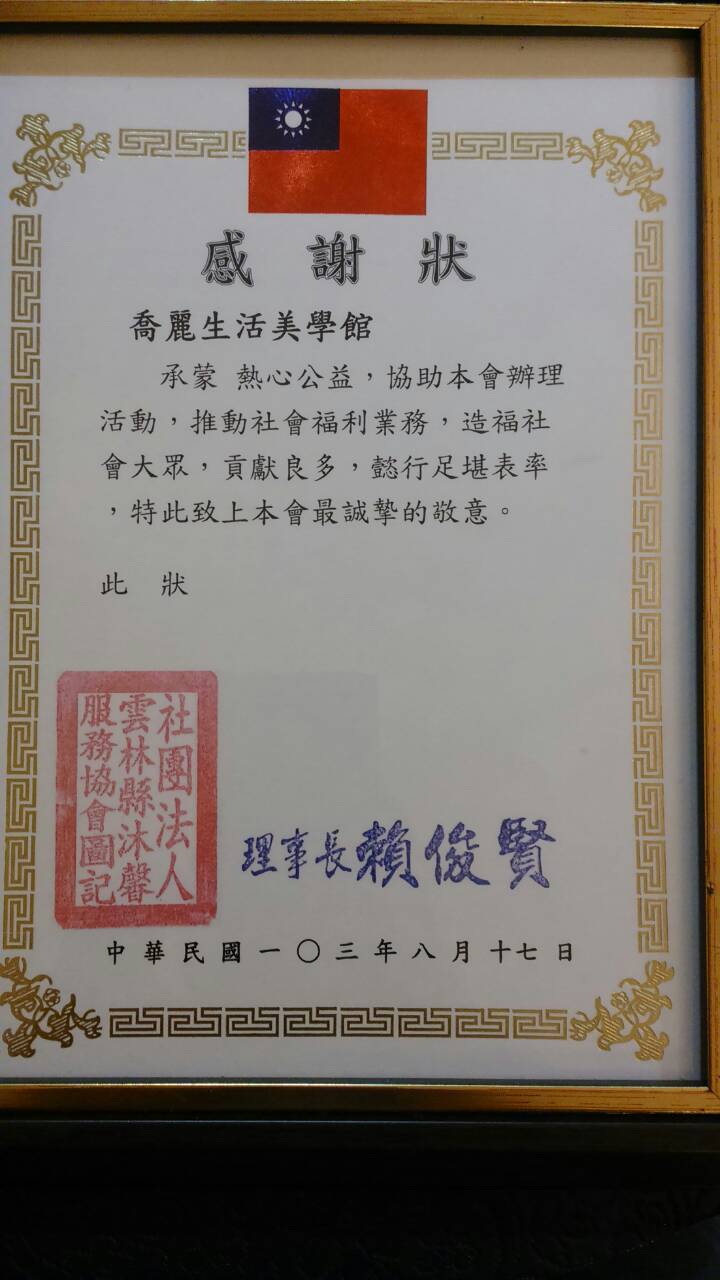 感謝狀
喬麗生活美學館
承蒙 熱心公益,協助本會辦理
活動,推動社會福利業務,造福社
會大眾,貢獻良多,懿行足堪表率
,特此致上本會最誠摯的敬意。
此 狀
社團法人
雲林縣沐馨
服務協會圖記
理事長賴俊賢
中華民國一〇三年八月十七日